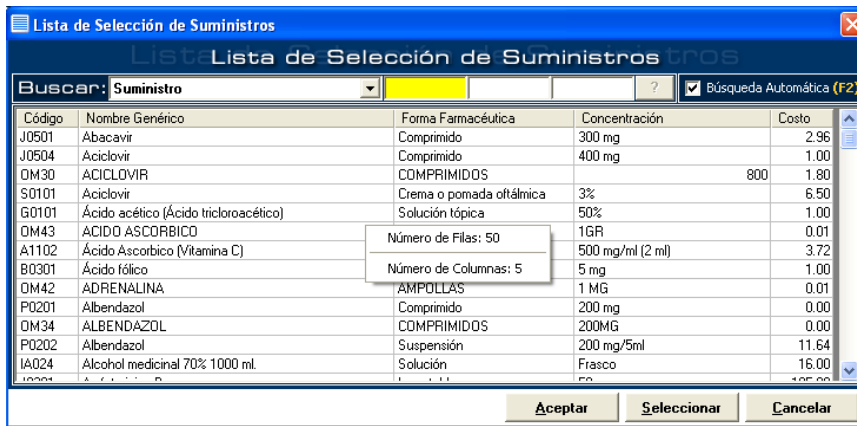 Lista de Selección de Suministros
Lista de Selección de Suministros
Buscar: Suministro ? Búsqueda Automática (F2)
Código Nombre Genérico Forma Farmacéutica Concentración Costo
J0501 Abacavir Comprimido 300 mg 2.96
J0504 Aciclovir Comprimido 400 mg 1.00
OM30 ACICLOVIR COMPRIMIDOS 800 1.80
S0101 Aciclovir Crema o pomada oftálmica 3% 6.50
G0101 Ácido acético (Ácido tricloroacético) Solución tópica 50% 1.00
OM43 ACIDO ASCORBICO 1GR 0.01
A1102 Ácido Ascorbico (Vitamina C) 500 mg/ml (2 ml) 3.72
B0301 Ácido fólico 5 mg 1.00
OM42 ADRENALINA AMPOLLAS 1 MG 0.01
P0201 Albendazol Comprimido 200 mg 0.00
OM34 ALBENDAZOL COMPRIMIDOS 200MG 0.00
P0202 Albendazol Suspensión 200 mg/5ml 11.64
IA024 Alcohol medicinal 70% 1000 ml. Solución Frasco 16.00
Número de Filas: 50
Número de Columnas: 5
Aceptar Seleccionar Cancelar